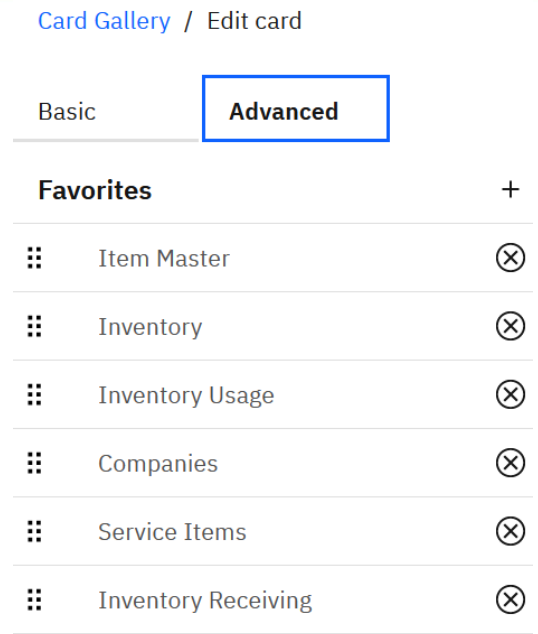 Card Gallery / Edit card
Basic Advanced
Favorites +
Item Master
Inventory
Inventory Usage
Companies
Service Items
Inventory Receiving